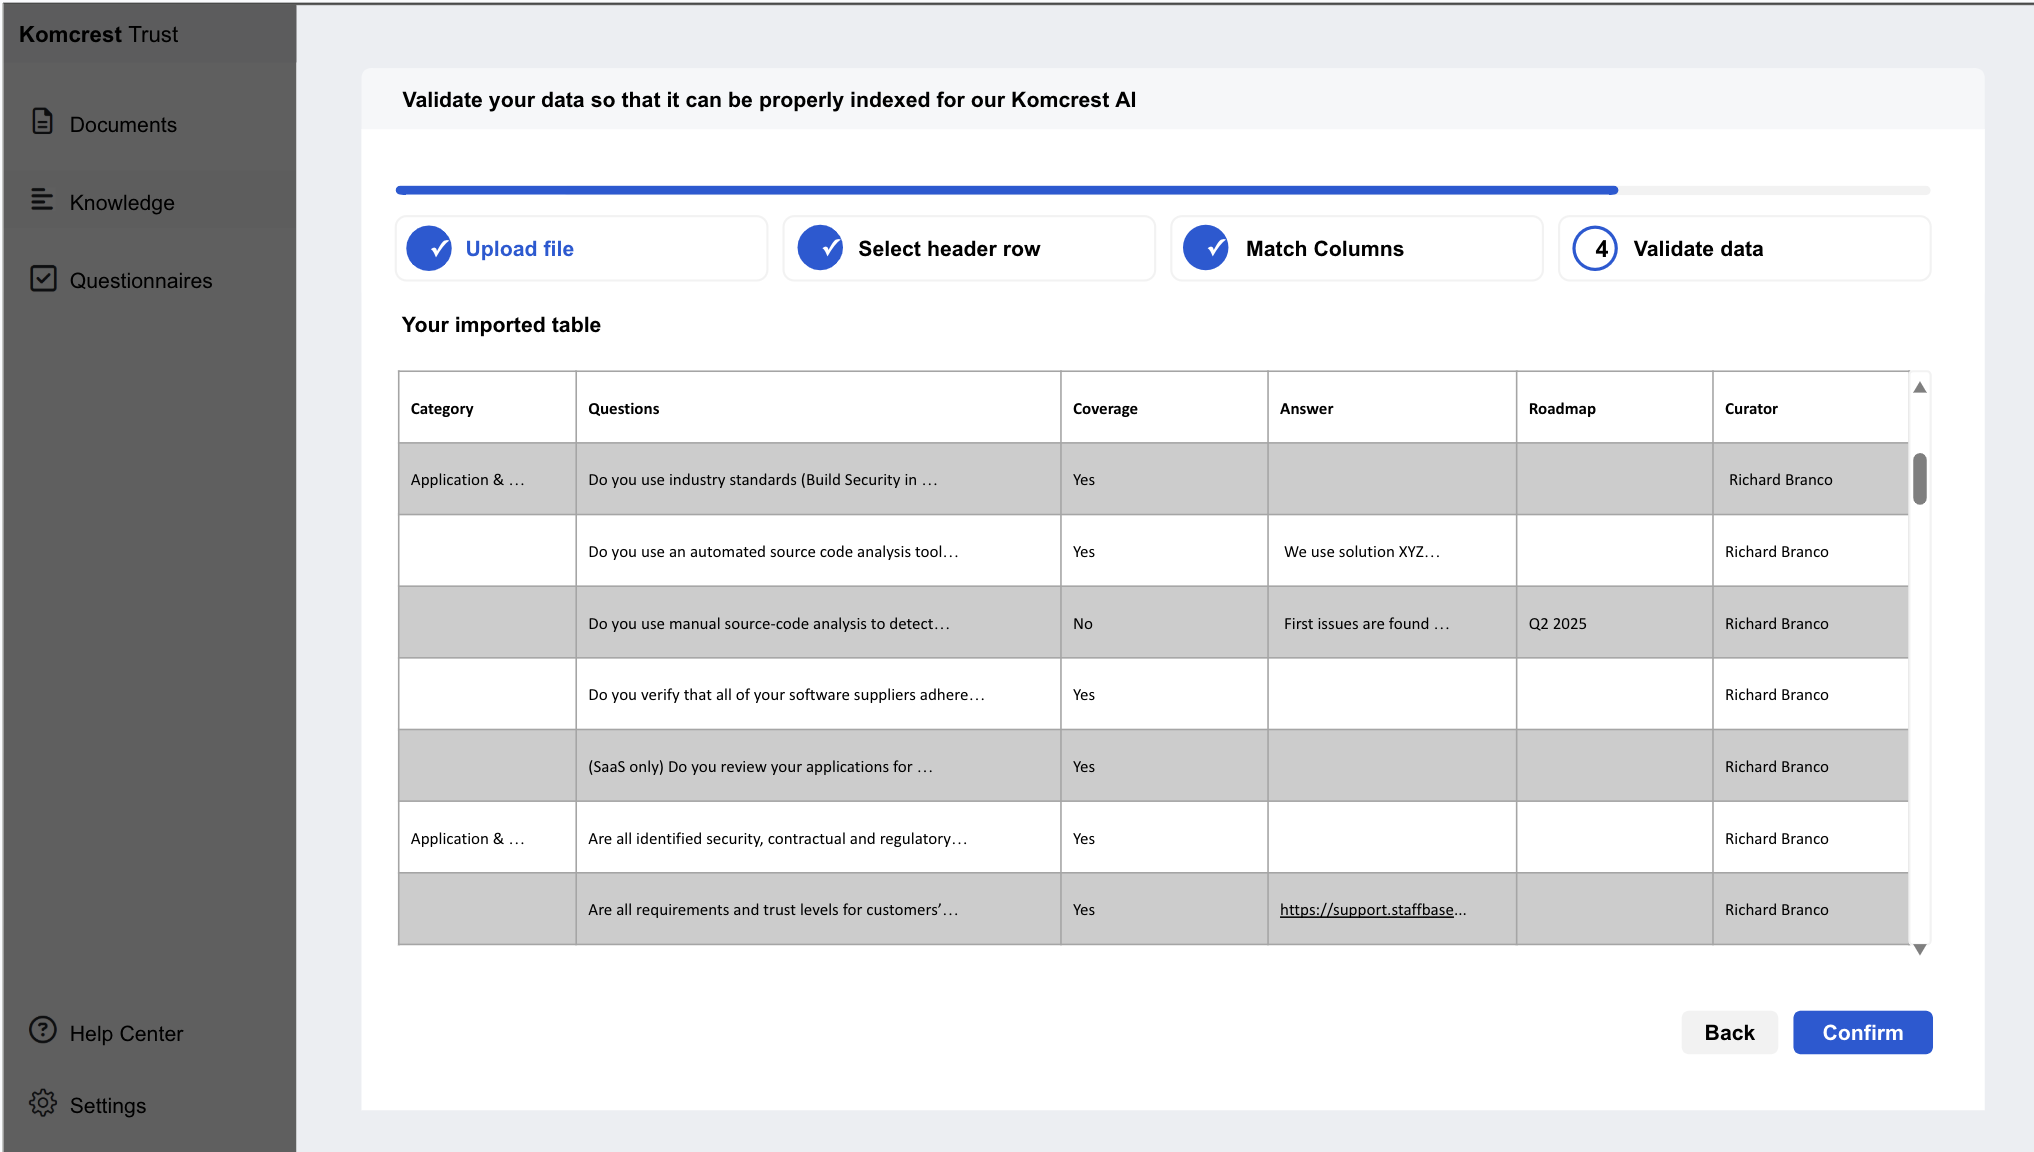 Komcrest Trust
Documents
Knowledge
Questionnaires
Help Center
Settings
Validate your data so that it can be properly indexed for our Komcrest AI
Upload file
Select header row
Match Columns
4 Validate data
Your imported table
Category Questions Coverage Answer Roadmap Curator
Application & ... Do you use industry standards (Build Security in ... Yes Richard Branco
Do you use an automated source code analysis tool... Yes We use solution XYZ... Richard Branco
Do you use manual source-code analysis to detect... No First issues are found ... Q2 2025 Richard Branco
Do you verify that all of your software suppliers adhere... Yes Richard Branco
(SaaS only) Do you review your applications for ... Yes Richard Branco
Application & ... Are all identified security, contractual and regulatory... Yes Richard Branco
Are all requirements and trust levels for customers’... Yes https://support.staffbase... Richard Branco
Back Confirm